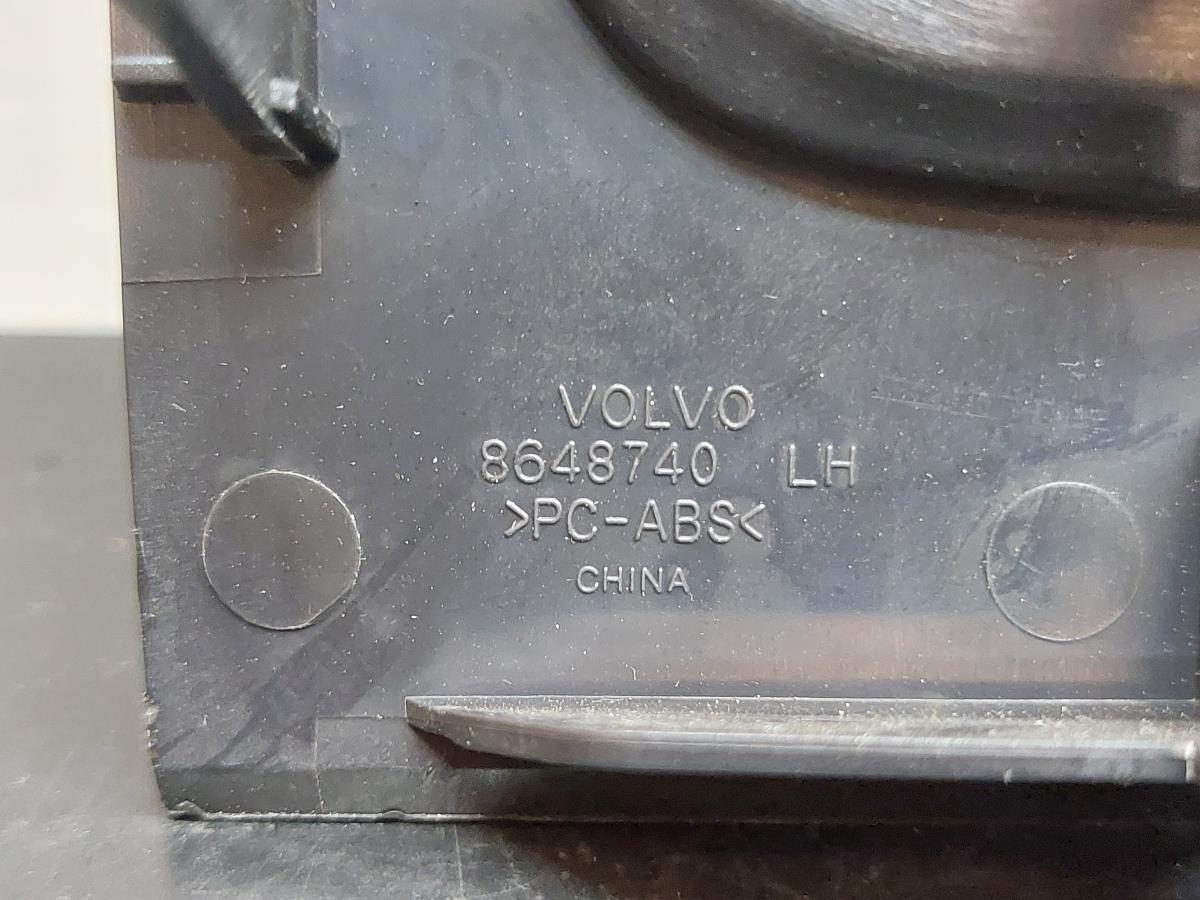 VOLVO
8648740 LH
>PC-ABS<
CHINA